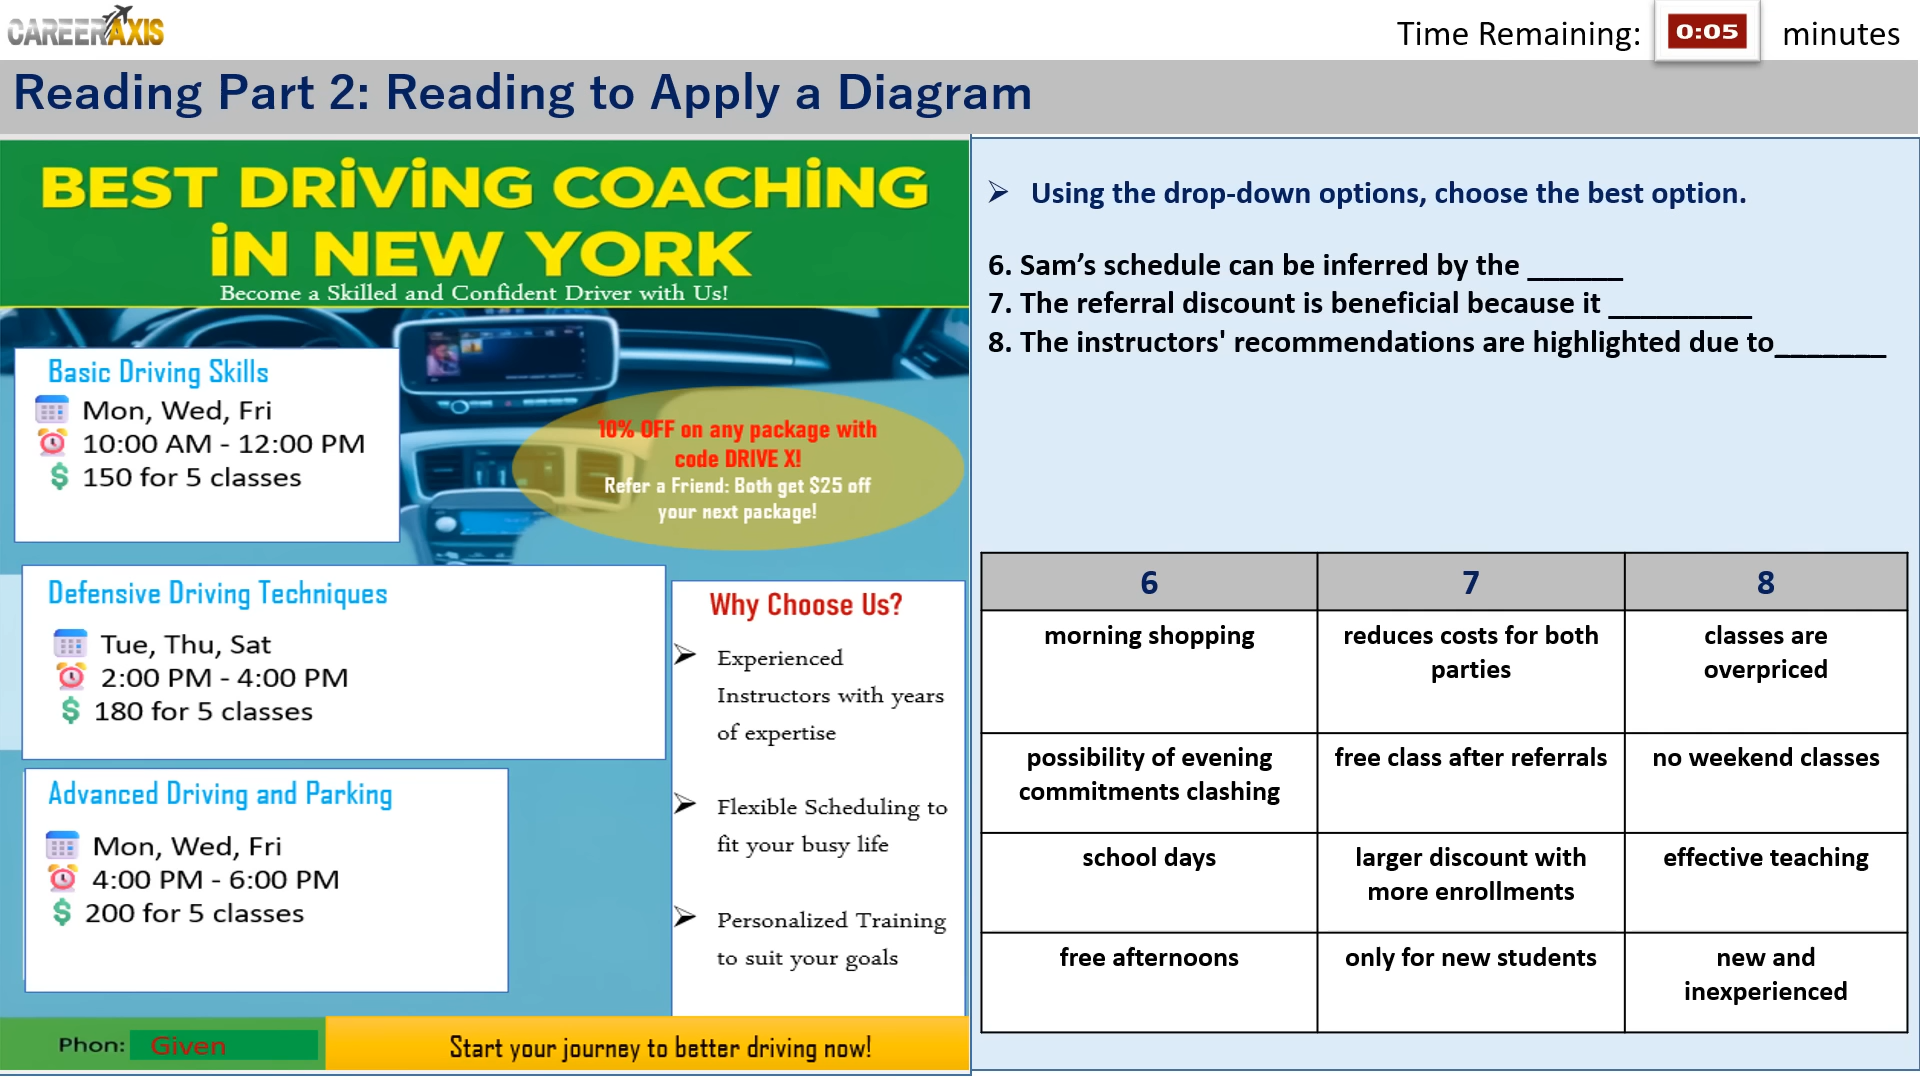 CAREER AXIS
Time Remaining: 0:05 minutes
Reading Part 2: Reading to Apply a Diagram
BEST DRiViNG COACHiNG
iN NEW YORK
Become a Skilled and Confident Driver with Us!
Basic Driving Skills
Mon, Wed, Fri
10:00 AM - 12:00 PM
$ 150 for 5 classes
10% OFF on any package with
code DRIVE X!
Refer a Friend: Both get $25 off
your next package!
Defensive Driving Techniques
Tue, Thu, Sat
2:00 PM - 4:00 PM
$ 180 for 5 classes
Advanced Driving and Parking
Mon, Wed, Fri
4:00 PM - 6:00 PM
$ 200 for 5 classes
Why Choose Us?
Experienced
Instructors with years
of expertise
Flexible Scheduling to
fit your busy life
Personalized Training
to suit your goals
Phon: Given
Start your journey to better driving now!
Using the drop-down options, choose the best option.
6. Sam’s schedule can be inferred by the ______
7. The referral discount is beneficial because it _________
8. The instructors' recommendations are highlighted due to_______
6 7 8
morning shopping
reduces costs for both
parties
classes are
overpriced
possibility of evening
commitments clashing
free class after referrals
no weekend classes
school days
larger discount with
more enrollments
effective teaching
free afternoons
only for new students
new and
inexperienced